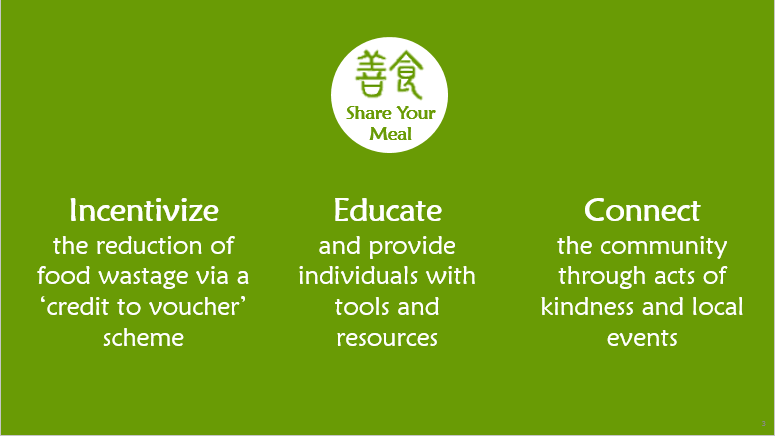 善食
Share Your
Meal
Incentivize
the reduction of
food wastage via a
‘credit to voucher’
scheme
Educate
and provide
individuals with
tools and
resources
Connect
the community
through acts of
kindness and local
events